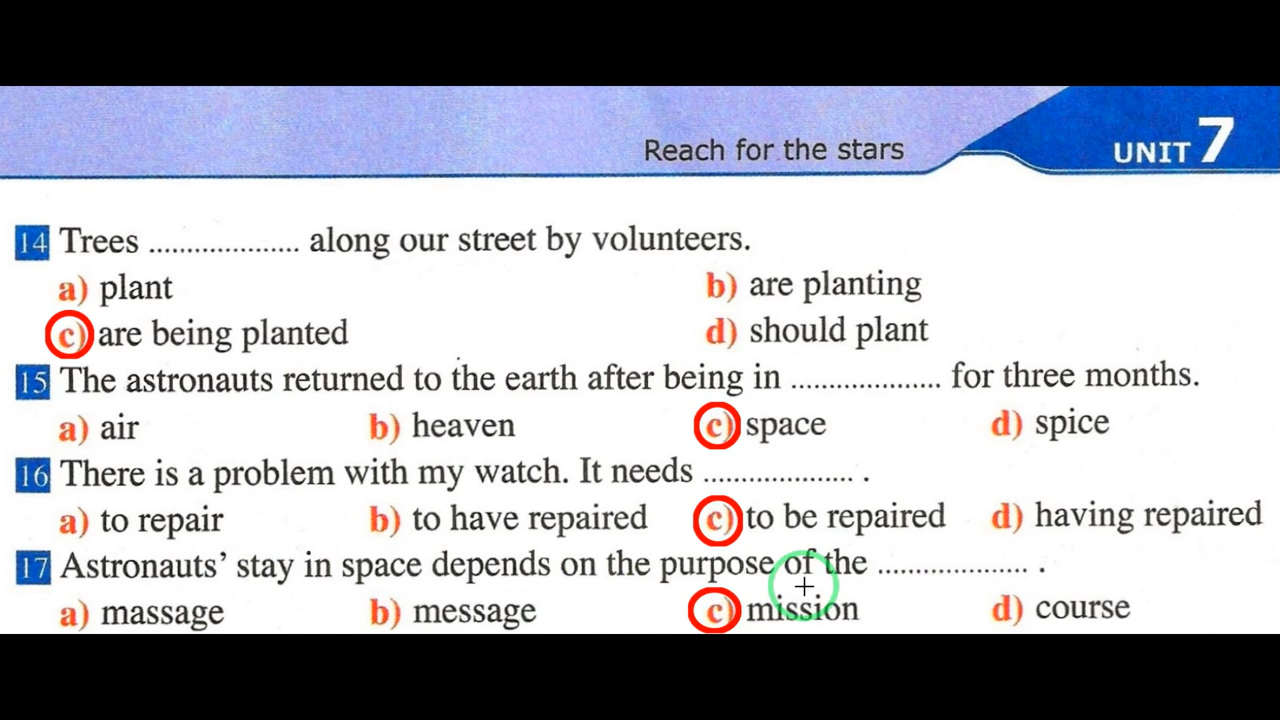 Reach for the stars UNIT 7
14 Trees .................... along our street by volunteers.
a) plant b) are planting
c) are being planted d) should plant
15 The astronauts returned to the earth after being in .................... for three months.
a) air b) heaven c) space d) spice
16 There is a problem with my watch. It needs .................... .
a) to repair b) to have repaired c) to be repaired d) having repaired
17 Astronauts’ stay in space depends on the purpose of the .................... .
a) massage b) message c) mission d) course